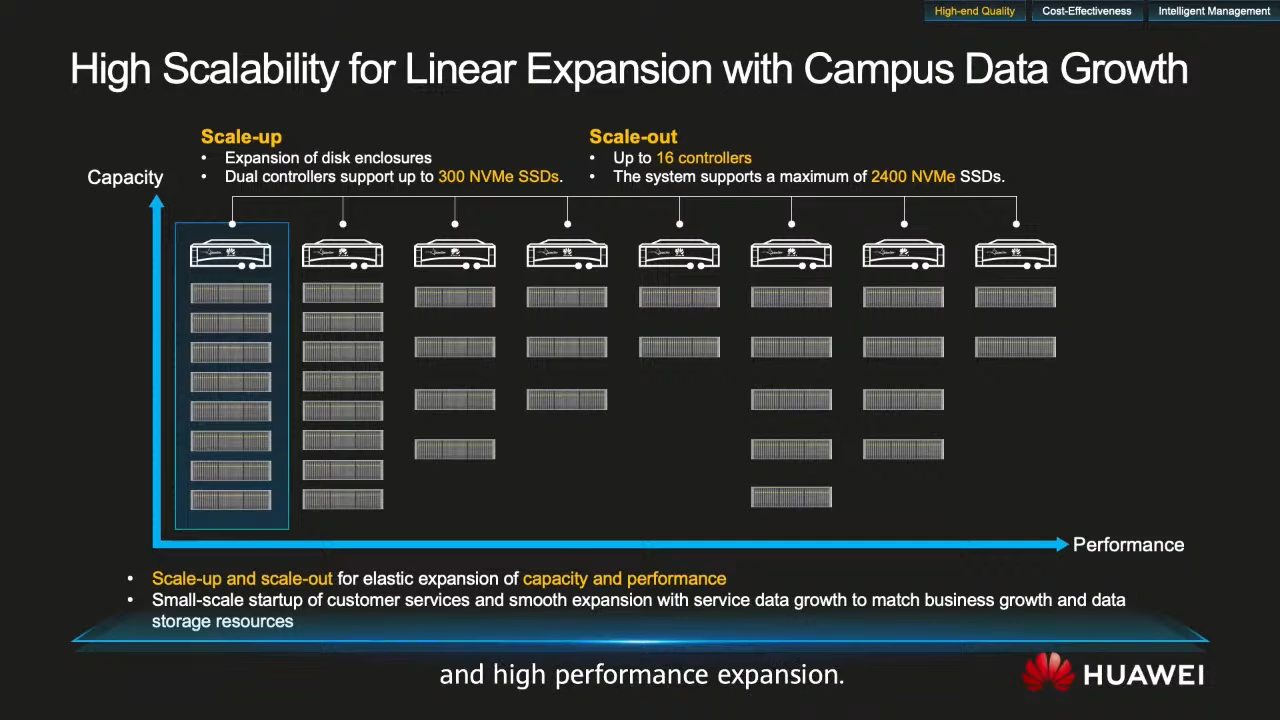 High-end Quality
Cost-Effectiveness
Intelligent Management
High Scalability for Linear Expansion with Campus Data Growth
Scale-up
• Expansion of disk enclosures
• Dual controllers support up to 300 NVMe SSDs.
Scale-out
• Up to 16 controllers
• The system supports a maximum of 2400 NVMe SSDs.
Capacity
Performance
• Scale-up and scale-out for elastic expansion of capacity and performance
• Small-scale startup of customer services and smooth expansion with service data growth to match business growth and data
storage resources
and high performance expansion.
HUAWEI